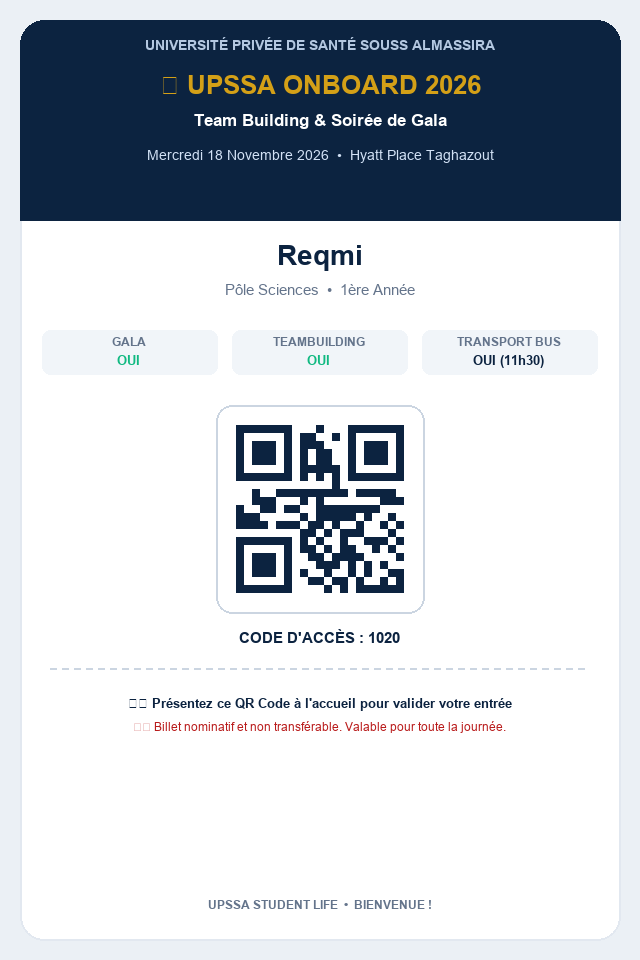 UNIVERSITÉ PRIVÉE DE SANTÉ SOUSS ALMASSIRA
UPSSA ONBOARD 2026
Team Building & Soirée de Gala
Mercredi 18 Novembre 2026 • Hyatt Place Taghazout
Reqmi
Pôle Sciences • 1ère Année
GALA
OUI
TEAMBUILDING
OUI
TRANSPORT BUS
OUI (11h30)
CODE D'ACCÈS : 1020
Présentez ce QR Code à l'accueil pour valider votre entrée
Billet nominatif et non transférable. Valable pour toute la journée.
UPSSA STUDENT LIFE • BIENVENUE !